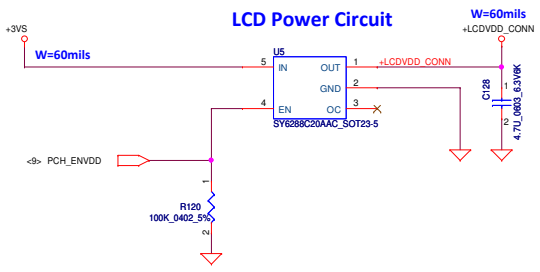 LCD Power Circuit
W=60mils
+3VS
+LCDVDD_CONN
W=60mils
U5
5 IN OUT 1 +LCDVDD_CONN
GND 2
4 EN OC 3
SY6288C20AAC_SOT23-5
C128
1
2
4.7U_0603_6.3V6K
<9> PCH_ENVDD
1
R120
100K_0402_5%
2